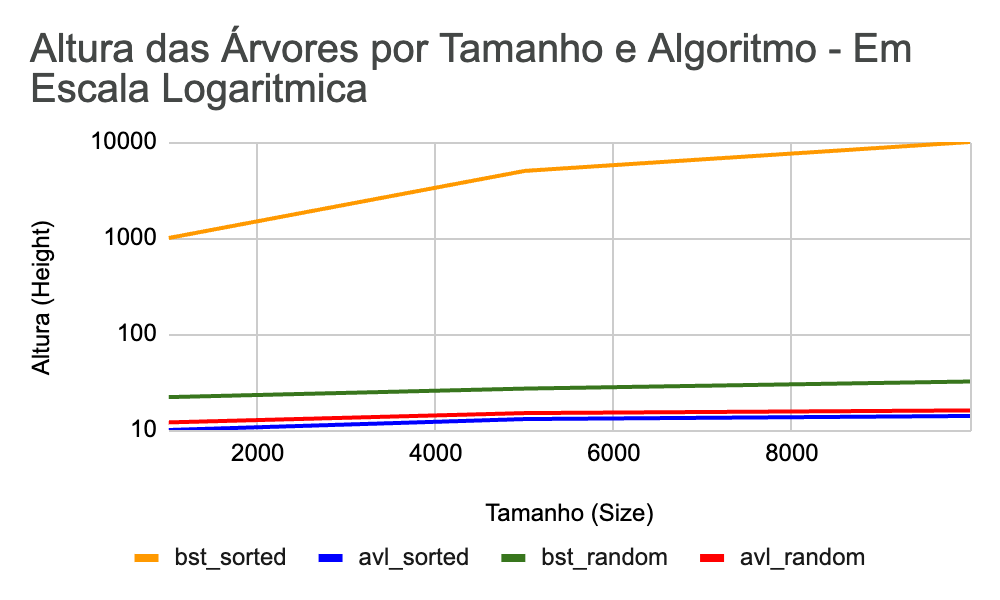 Altura das Árvores por Tamanho e Algoritmo - Em
Escala Logaritmica
10000
1000
100
10
Altura (Height)
2000 4000 6000 8000
Tamanho (Size)
bst_sorted avl_sorted bst_random avl_random